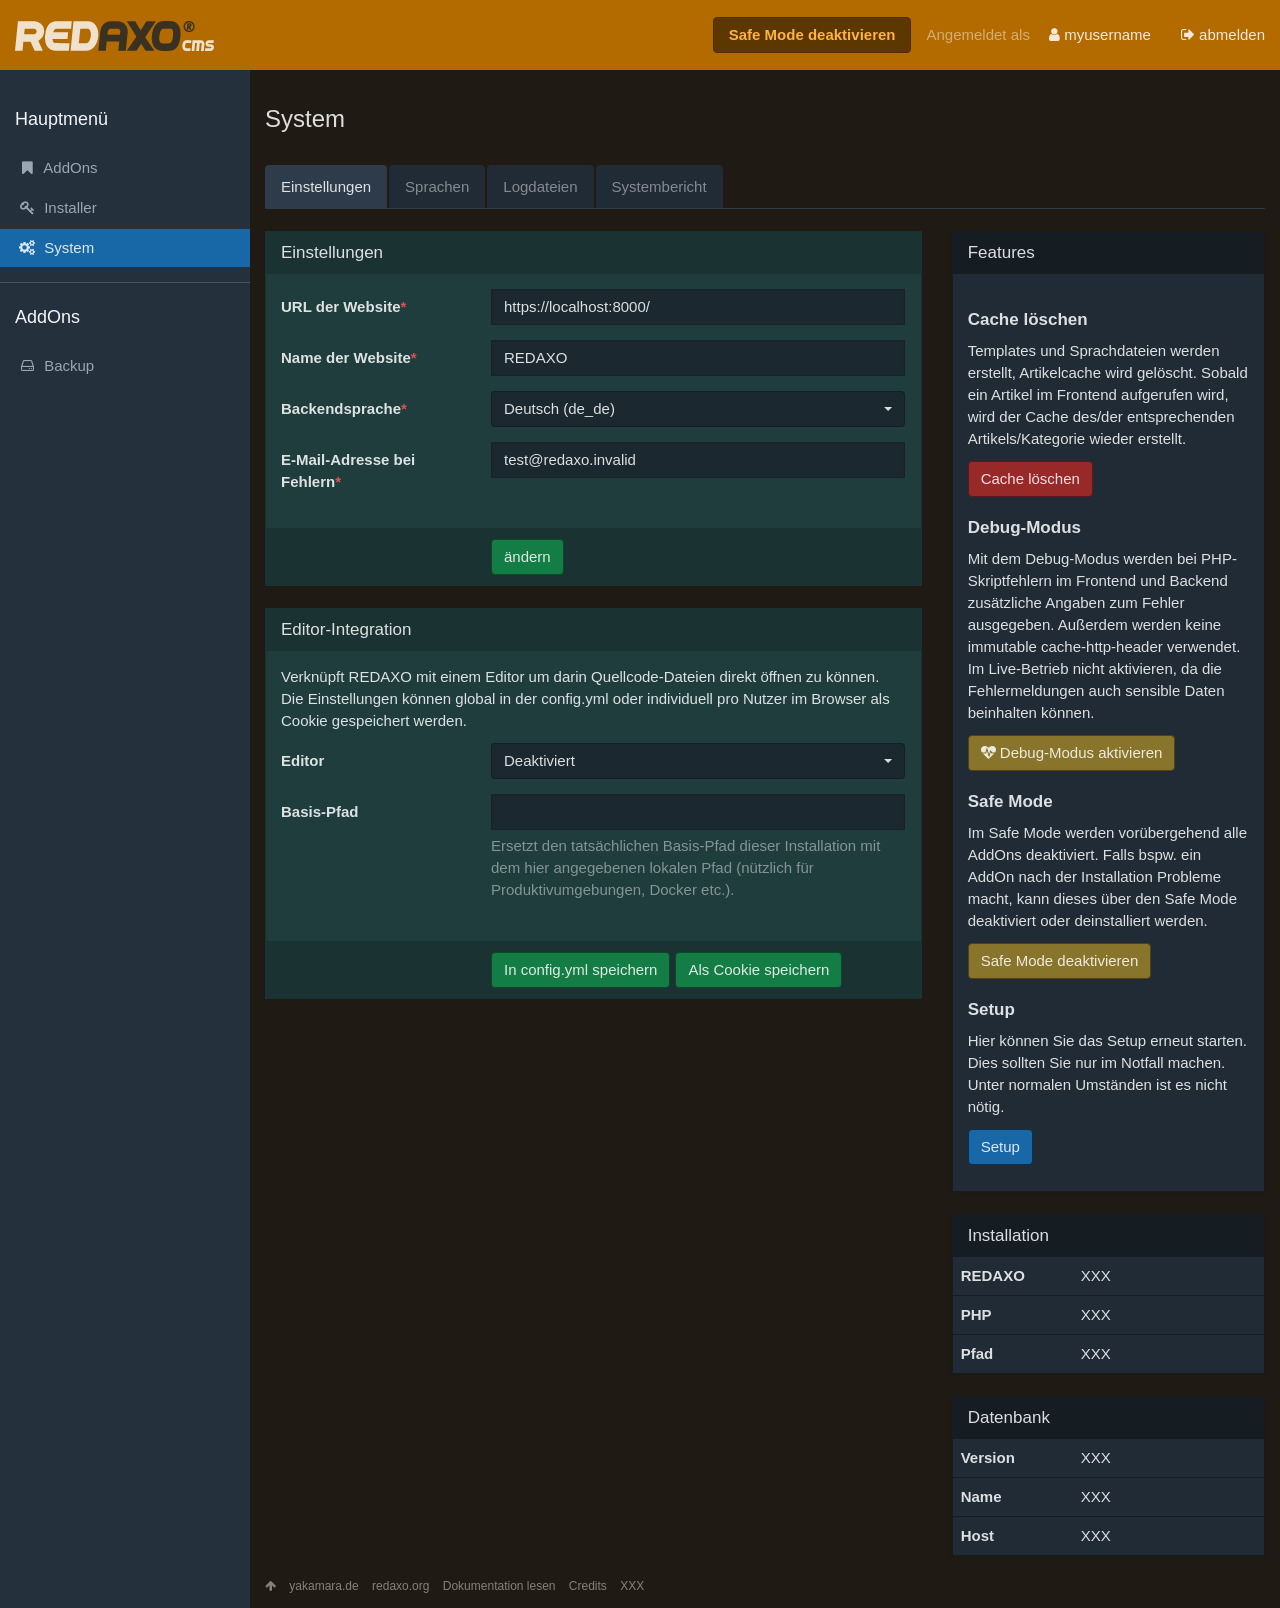 REDAXO® cms
Safe Mode deaktivieren
Angemeldet als
myusername
abmelden
Hauptmenü
AddOns
Installer
System
AddOns
Backup
System
Einstellungen
Sprachen
Logdateien
Systembericht
Einstellungen
URL der Website*
https://localhost:8000/
Name der Website*
REDAXO
Backendsprache*
Deutsch (de_de)
E-Mail-Adresse bei
Fehlern*
test@redaxo.invalid
ändern
Editor-Integration
Verknüpft REDAXO mit einem Editor um darin Quellcode-Dateien direkt öffnen zu können.
Die Einstellungen können global in der config.yml oder individuell pro Nutzer im Browser als
Cookie gespeichert werden.
Editor
Deaktiviert
Basis-Pfad
Ersetzt den tatsächlichen Basis-Pfad dieser Installation mit
dem hier angegebenen lokalen Pfad (nützlich für
Produktivumgebungen, Docker etc.).
In config.yml speichern
Als Cookie speichern
Features
Cache löschen
Templates und Sprachdateien werden
erstellt, Artikelcache wird gelöscht. Sobald
ein Artikel im Frontend aufgerufen wird,
wird der Cache des/der entsprechenden
Artikels/Kategorie wieder erstellt.
Cache löschen
Debug-Modus
Mit dem Debug-Modus werden bei PHP-
Skriptfehlern im Frontend und Backend
zusätzliche Angaben zum Fehler
ausgegeben. Außerdem werden keine
immutable cache-http-header verwendet.
Im Live-Betrieb nicht aktivieren, da die
Fehlermeldungen auch sensible Daten
beinhalten können.
Debug-Modus aktivieren
Safe Mode
Im Safe Mode werden vorübergehend alle
AddOns deaktiviert. Falls bspw. ein
AddOn nach der Installation Probleme
macht, kann dieses über den Safe Mode
deaktiviert oder deinstalliert werden.
Safe Mode deaktivieren
Setup
Hier können Sie das Setup erneut starten.
Dies sollten Sie nur im Notfall machen.
Unter normalen Umständen ist es nicht
nötig.
Setup
Installation
REDAXO XXX
PHP XXX
Pfad XXX
Datenbank
Version XXX
Name XXX
Host XXX
yakamara.de redaxo.org Dokumentation lesen Credits XXX